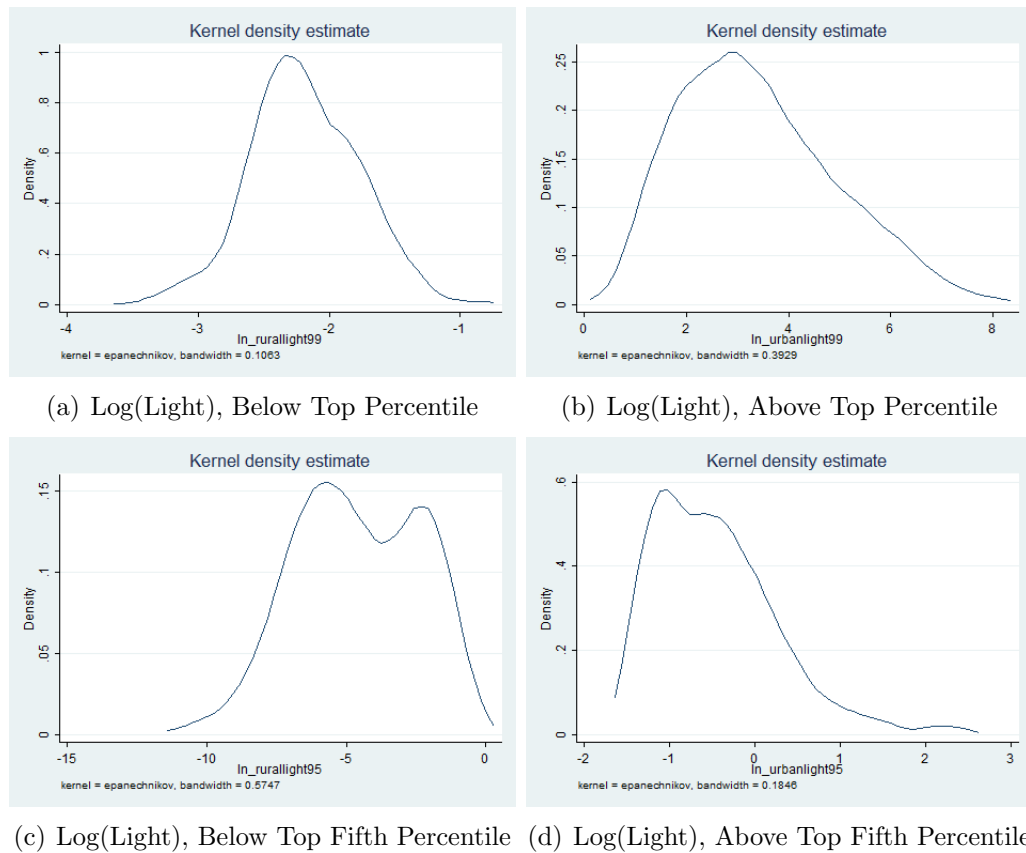 Kernel density estimate
Density
0
.2
.4
.6
.8
1
-4
-3
-2
-1
ln_rurallight99
kernel = epanechnikov, bandwidth = 0.1063
(a) Log(Light), Below Top Percentile
Kernel density estimate
Density
0
.05
.1
.15
.2
.25
0
2
4
6
8
ln_urbanlight99
kernel = epanechnikov, bandwidth = 0.3929
(b) Log(Light), Above Top Percentile
Kernel density estimate
Density
0
.05
.1
.15
-15
-10
-5
0
ln_rurallight95
kernel = epanechnikov, bandwidth = 0.5747
(c) Log(Light), Below Top Fifth Percentile
Kernel density estimate
Density
0
.2
.4
.6
-2
-1
0
1
2
3
ln_urbanlight95
kernel = epanechnikov, bandwidth = 0.1846
(d) Log(Light), Above Top Fifth Percentile